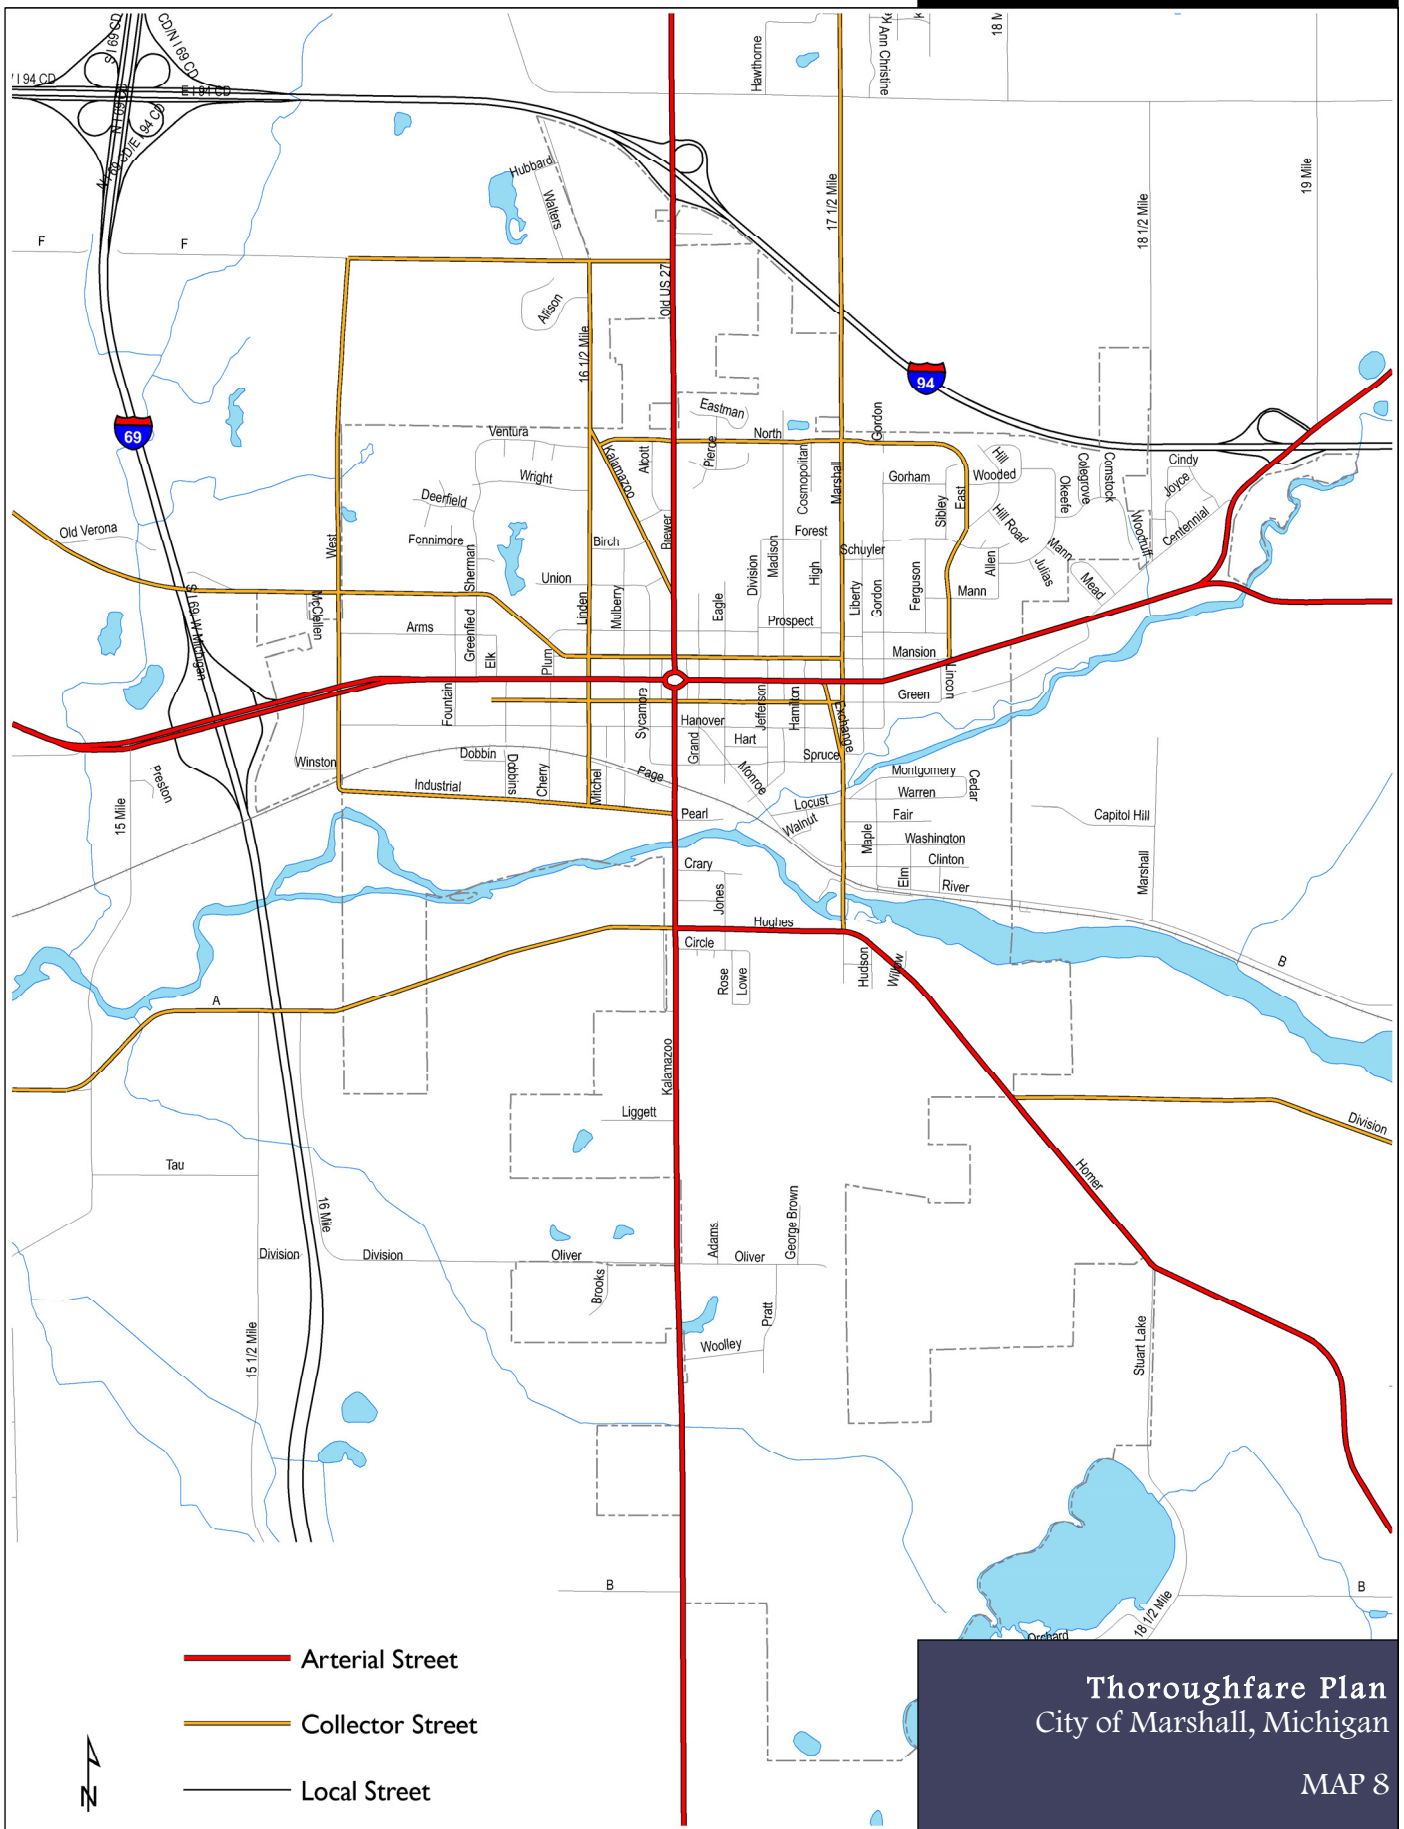 S I 69 CD
CD/N I 69 CD
Hawthorne
Ann Christine
18 M
I 94 CD
E I 94 CD
N I 69 CD
N I 69 CD/E I 94 CD
Hubbard
Walters
17 1/2 Mile
18 1/2 Mile
19 Mile
F
F
Old US 27
Allison
16 1/2 Mile
94
69
Eastman
Gordon
Ventura
North
Kalamazoo
Alcott
Pierce
Cosmopolitan
Marshall
Hill
Wooded
Cindy
Wright
Gorham
Okefe
Colegrove
Comstock
Joyce
Deerfield
Sibley
East
Hill Road
Woodruff
Centennial
Old Verona
West
Fennimore
Sherman
Birch
Brewer
Forest
Schuyler
Mann
Union
Division
Madison
High
Allen
Julias
Mead
S I 69 W Michigan
McClellen
Linden
Mulberry
Eagle
Liberty
Gordon
Ferguson
Mann
Arms
Greenfield
Elk
Plum
Prospect
Mansion
Lincoln
Fountain
Sycamore
Jefferson
Hamilton
Green
Hanover
Grand
Hart
Exchange
Winston
Dobbin
Spruce
Preston
Dobbins
Cherry
Mitchel
Page
Monroe
Montgomery
Cedar
Industrial
Warren
15 Mile
Pearl
Locust
Walnut
Fair
Capitol Hill
Maple
Washington
Crary
Clinton
Elm
River
Marshall
Jones
Hughes
Circle
Rose
Lowe
Hudson
Willow
B
A
Kalamazoo
Liggett
Division
Tau
Homer
16 Mile
Adams
George Brown
Division
Division
Oliver
Oliver
Brooks
Pratt
15 1/2 Mile
Woolley
Stuart Lake
B
B
18 1/2 Mile
Orchard
Arterial Street
Collector Street
Local Street
N
Thoroughfare Plan
City of Marshall, Michigan
MAP 8